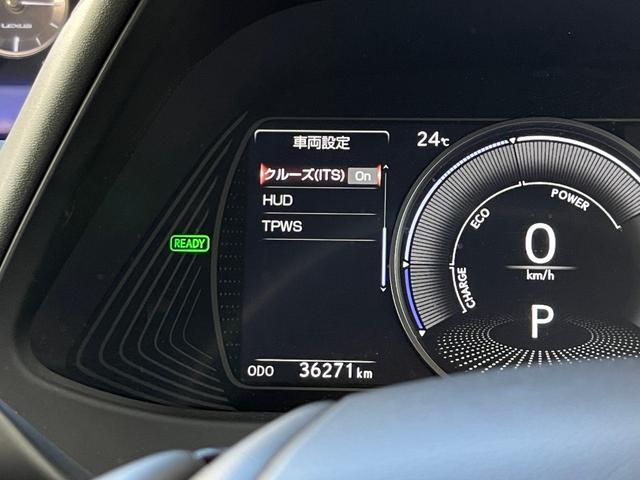 LEXUS
車両設定
24℃
クルーズ(ITS) On
HUD
TPWS
READY
ODO 36271km
CHARGE ECO POWER
0
km/h
P